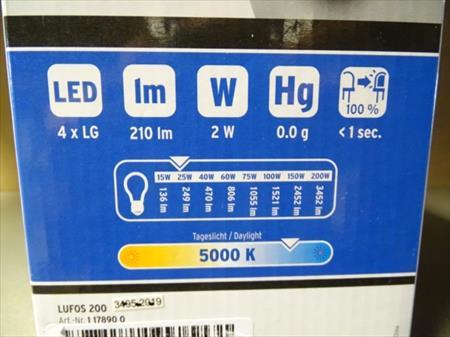 LED lm W Hg 100 %
4 x LG 210 lm 2 W 0.0 g < 1 sec.
15W 25W 40W 60W 75W 100W 150W 200W
136 lm 249 lm 470 lm 806 lm 1055 lm 1521 lm 2452 lm 3452 lm
Tageslicht / Daylight
5000 K
LUFOS 200 3495-2019
Art.-Nr. 1 17890 0